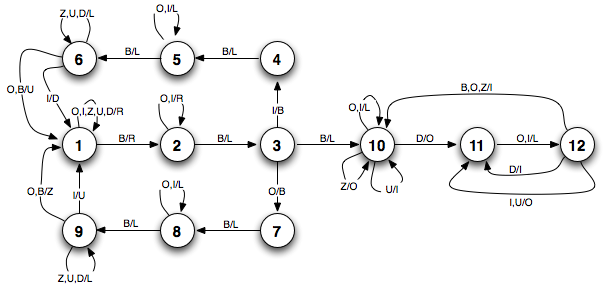 Z,U,D/L
O,I/L
6
B/L
5
B/L
4
O,B/U
I/D
O,I,Z,U,D/R
O,I/R
I/B
O,I,L
B,O,Z/I
1
B/R
2
B/L
3
B/L
10
D/O
11
O,I/L
12
D/I
O,B/Z
I/U
O,I/L
O/B
Z/O
U/I
I,U/O
9
B/L
8
B/L
7
Z,U,D/L